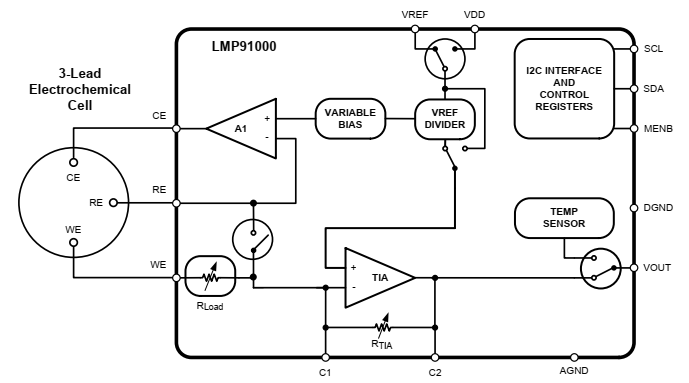 VREF
VDD
LMP91000
3-Lead
Electrochemical
Cell
SCL
I2C INTERFACE
AND
CONTROL
REGISTERS
SDA
CE
A1
+
-
VARIABLE
BIAS
VREF
DIVIDER
MENB
CE
RE
RE
WE
TEMP
SENSOR
DGND
WE
RLoad
+
-
TIA
VOUT
RTIA
C1
C2
AGND